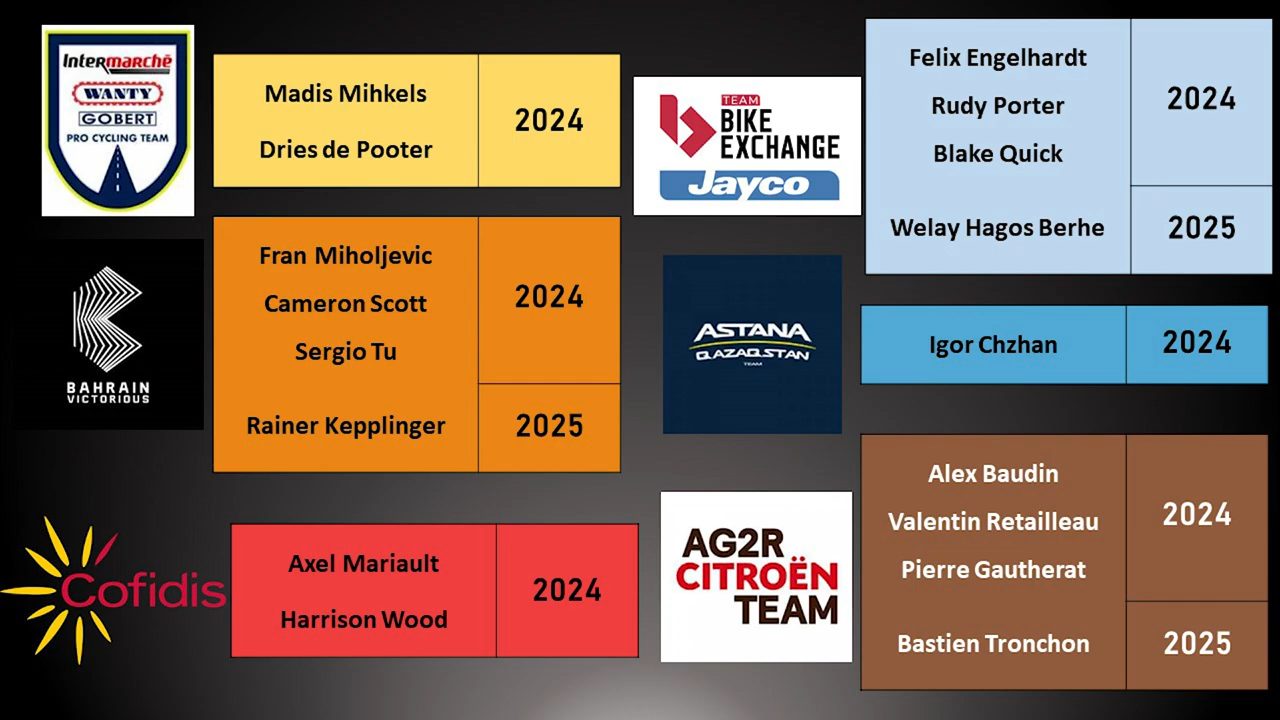 Intermarché
WANTY
GOBERT
PRO CYCLING TEAM
Madis Mihkels
Dries de Pooter
2024
TEAM
BIKE
EXCHANGE
Jayco
Felix Engelhardt
Rudy Porter
Blake Quick
2024
Welay Hagos Berhe
2025
BAHRAIN
VICTORIOUS
Fran Miholjevic
Cameron Scott
Sergio Tu
2024
Rainer Kepplinger
2025
ASTANA
QAZAQSTAN
TEAM
Igor Chzhan
2024
Cofidis
Axel Mariault
Harrison Wood
2024
AG2R
CITROËN
TEAM
Alex Baudin
Valentin Retailleau
Pierre Gautherat
2024
Bastien Tronchon
2025